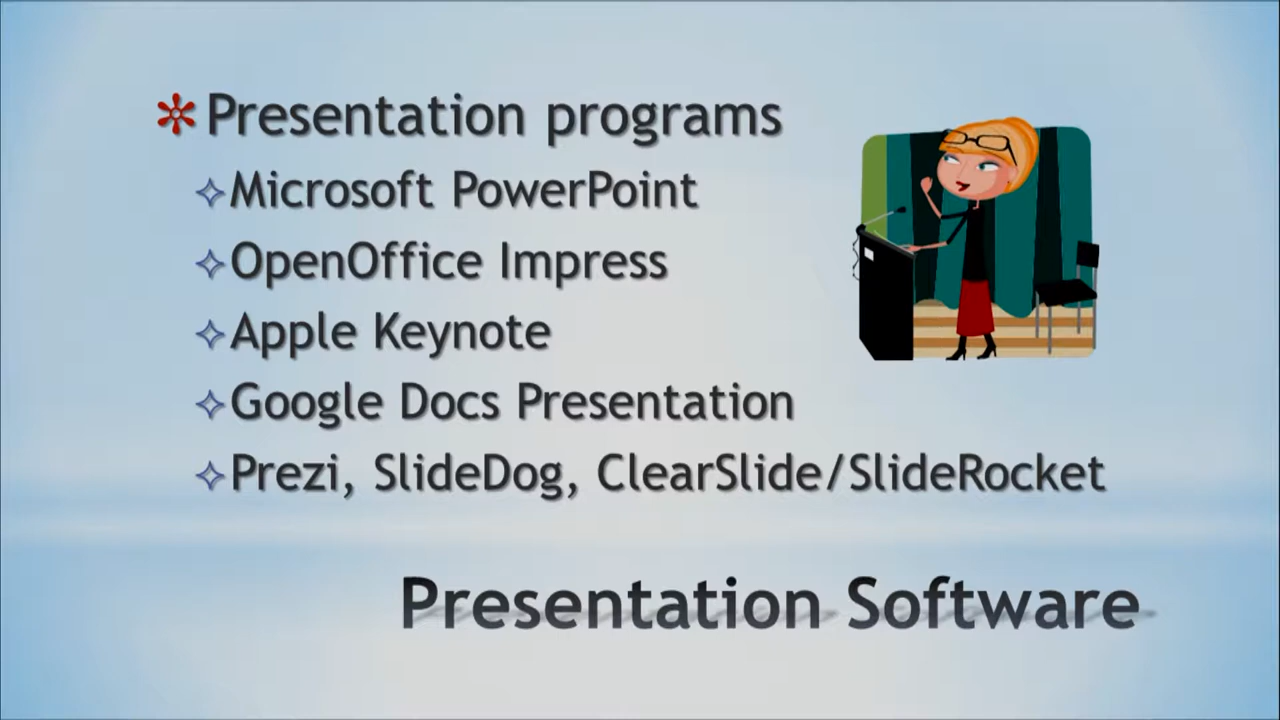 Presentation programs
Microsoft PowerPoint
OpenOffice Impress
Apple Keynote
Google Docs Presentation
Prezi, SlideDog, ClearSlide/SlideRocket
Presentation Software